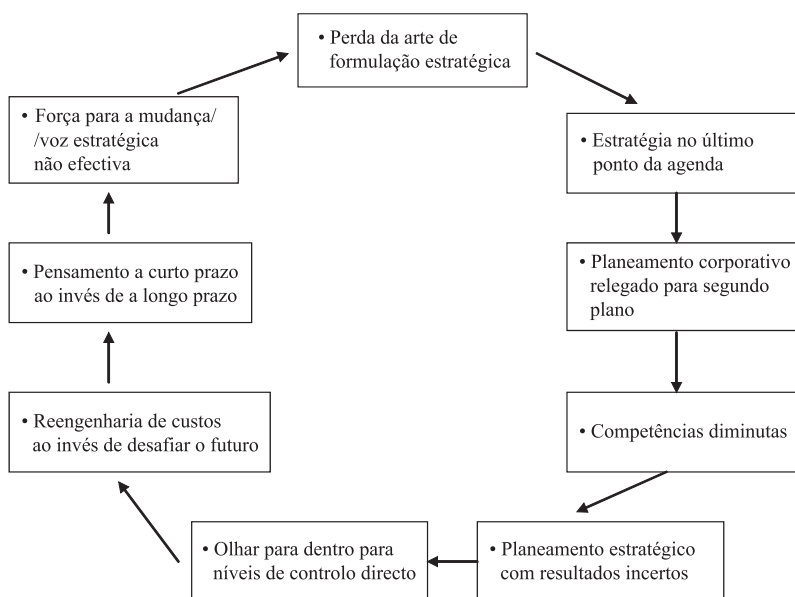 • Perda da arte de
formulação estratégica
• Estratégia no último
ponto da agenda
• Planeamento corporativo
relegado para segundo
plano
• Competências diminutas
• Planeamento estratégico
com resultados incertos
• Olhar para dentro para
níveis de controlo directo
• Reengenharia de custos
ao invés de desafiar o futuro
• Pensamento a curto prazo
ao invés de a longo prazo
• Força para a mudança/
/voz estratégica
não efectiva